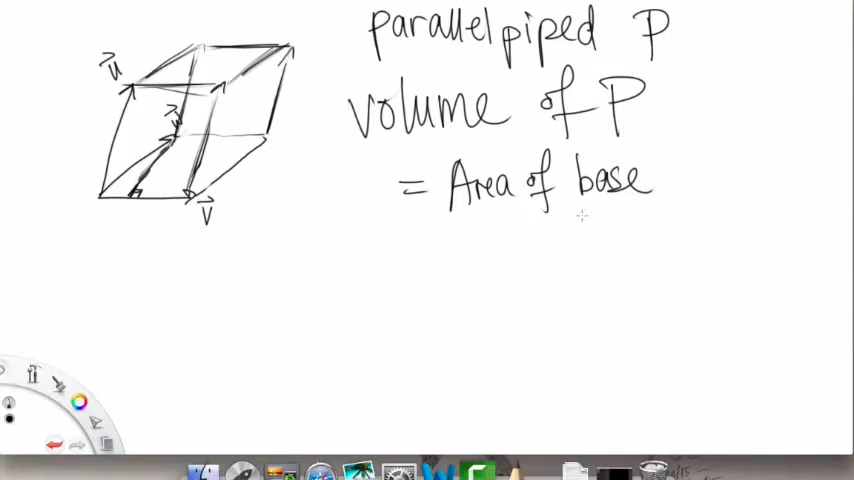 parallelpiped P
u
volume of P
w
= Area of base
v